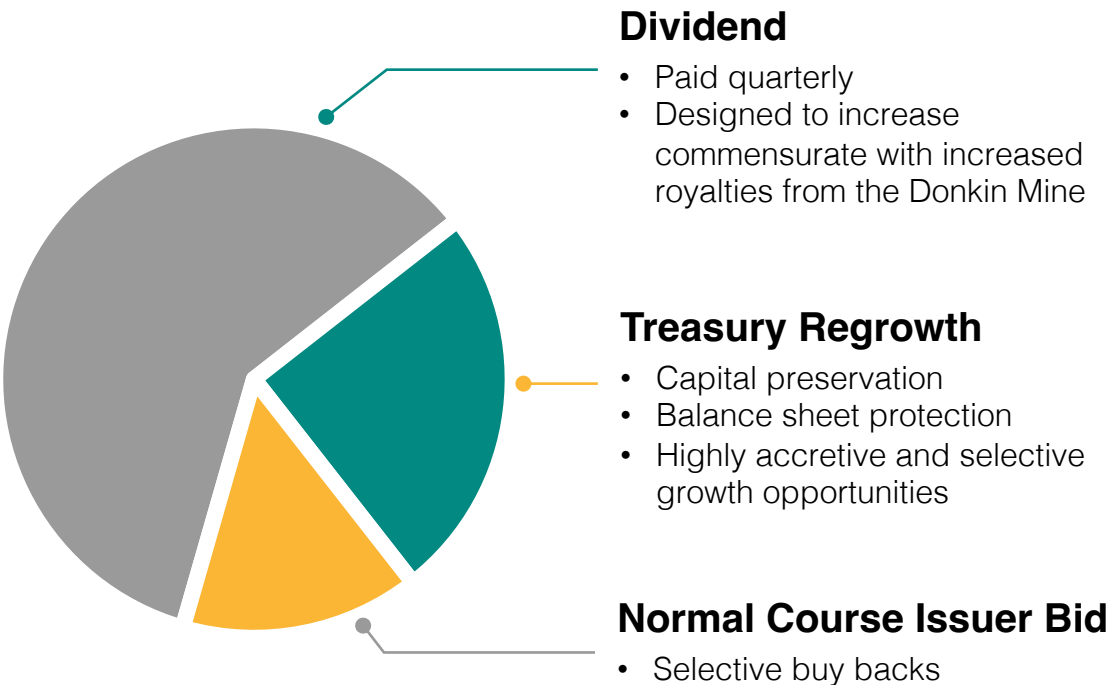 Dividend
• Paid quarterly
• Designed to increase
commensurate with increased
royalties from the Donkin Mine
Treasury Regrowth
• Capital preservation
• Balance sheet protection
• Highly accretive and selective
growth opportunities
Normal Course Issuer Bid
• Selective buy backs